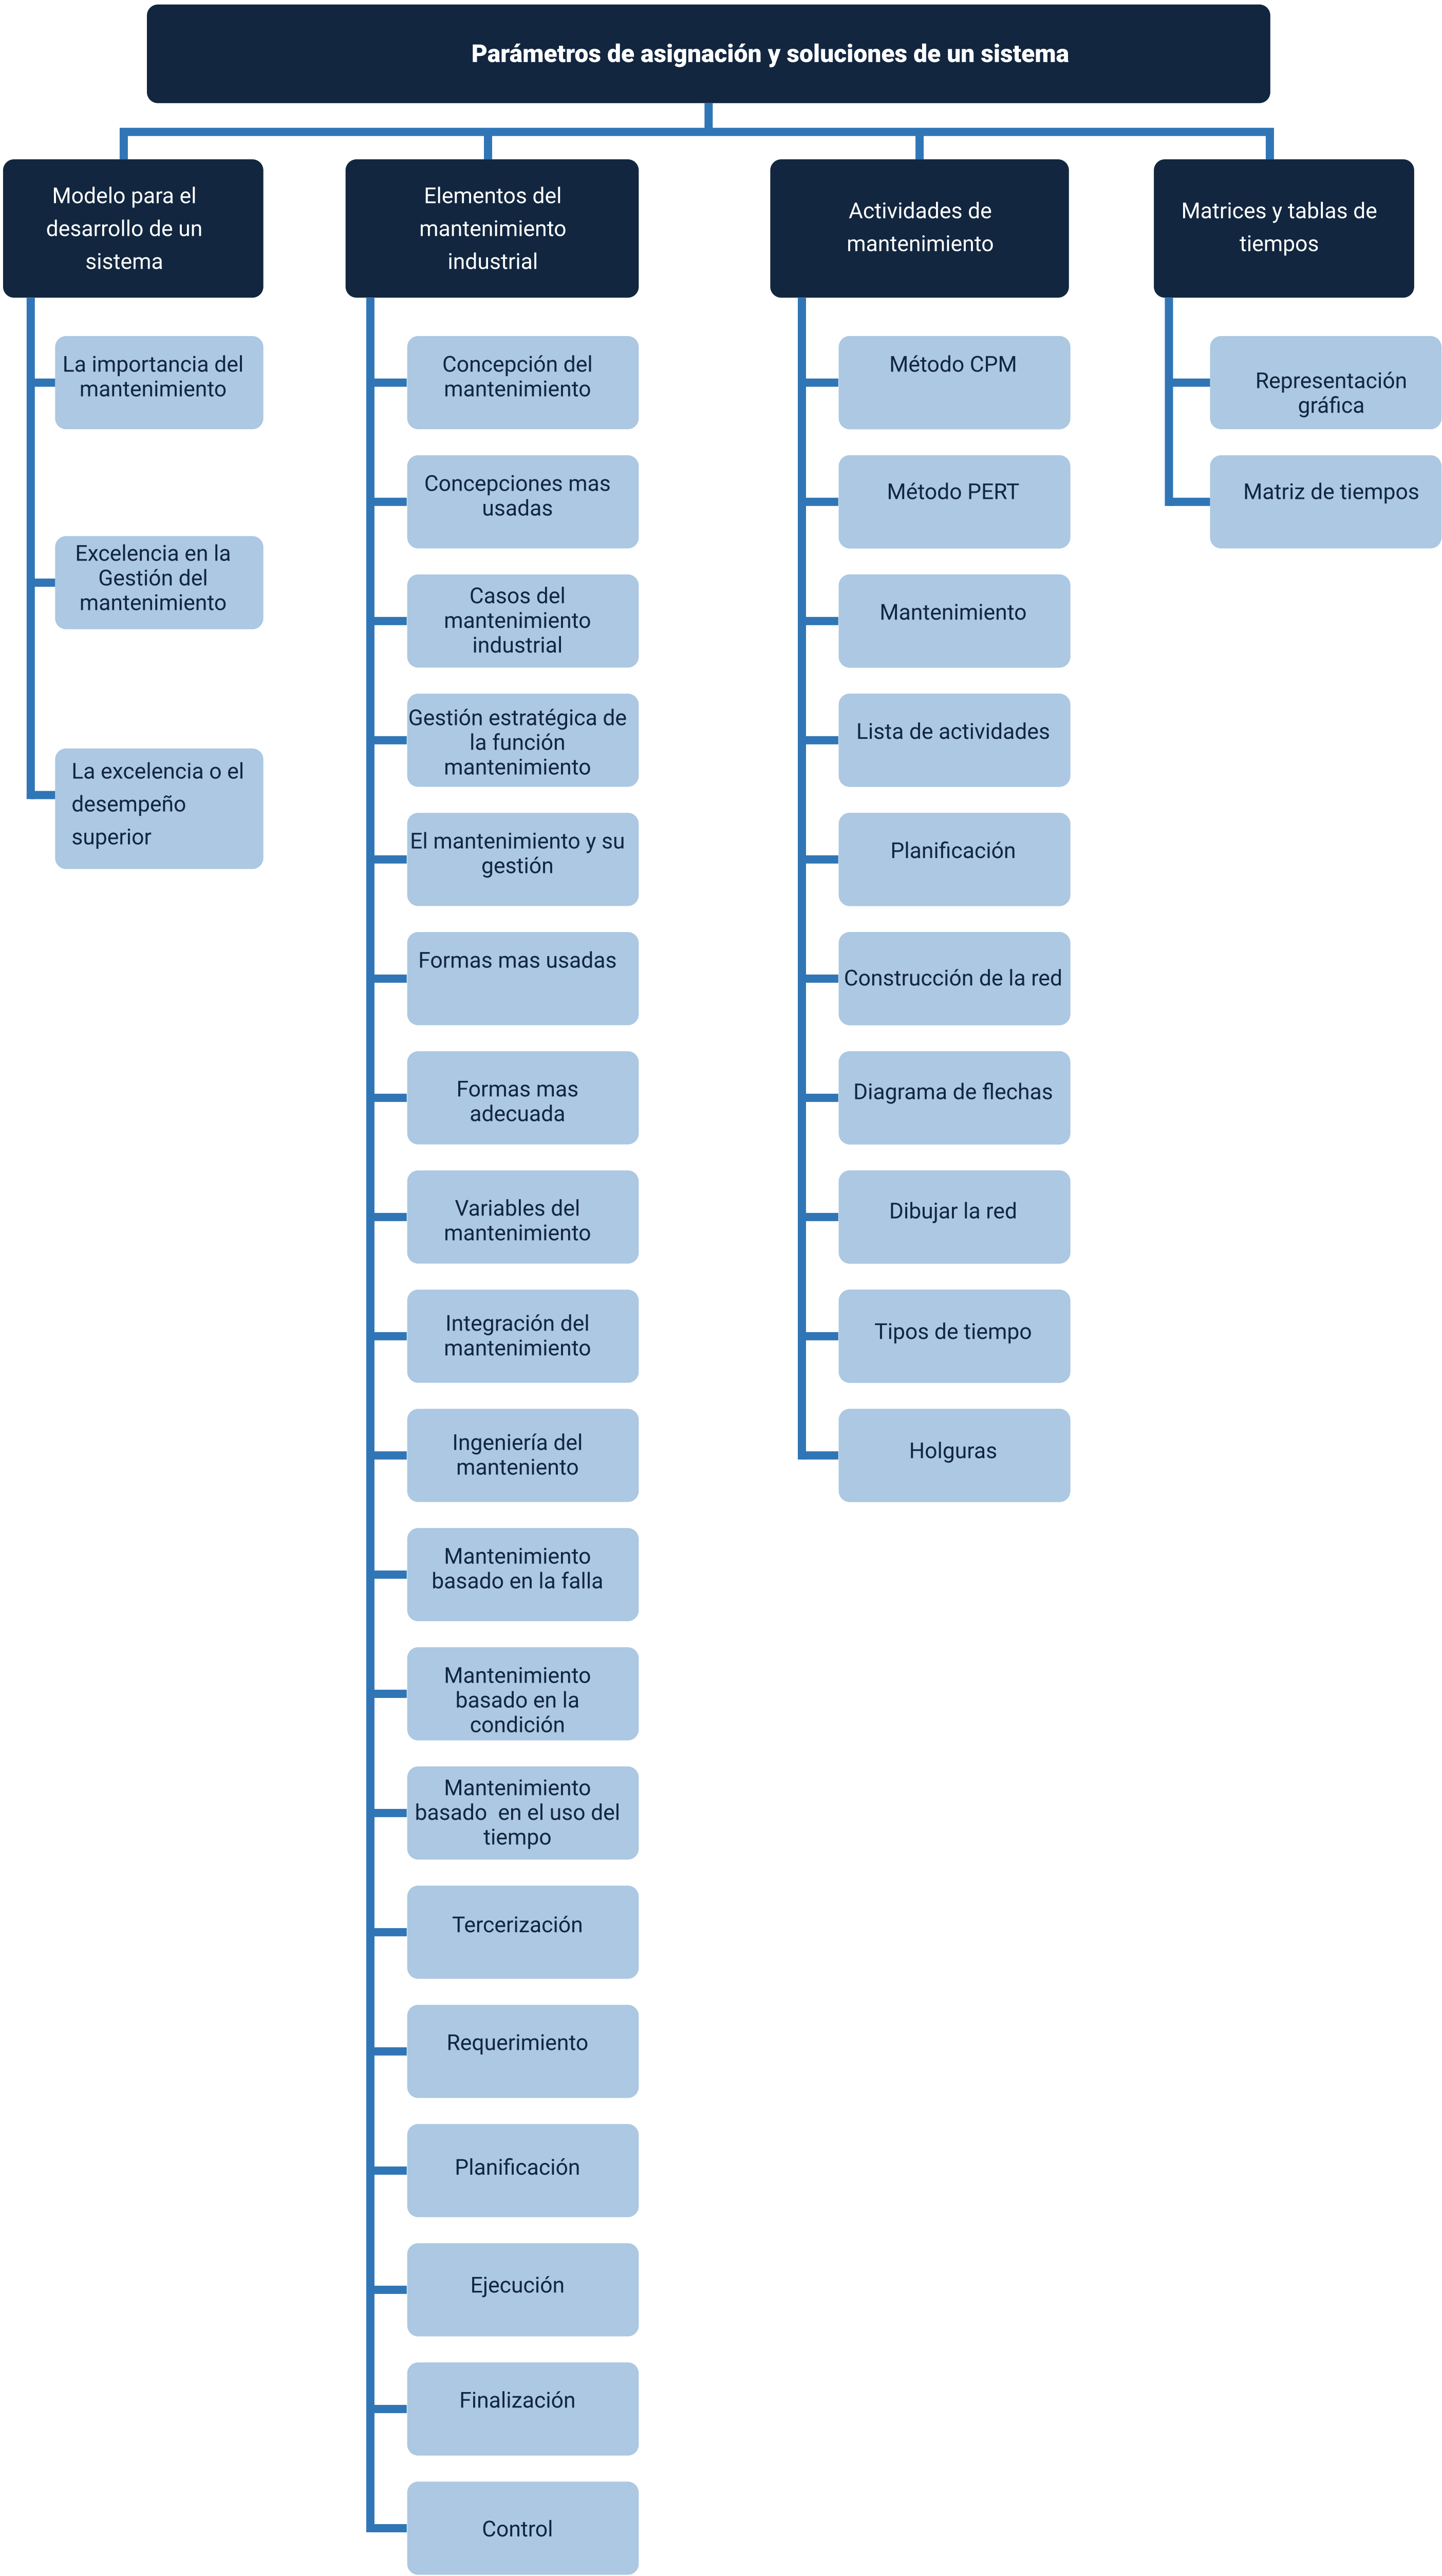 Parámetros de asignación y soluciones de un sistema
Modelo para el
desarrollo de un
sistema
La importancia del
mantenimiento
Excelencia en la
Gestión del
mantenimiento
La excelencia o el
desempeño
superior
Elementos del
mantenimiento
industrial
Concepción del
mantenimiento
Concepciones mas
usadas
Casos del
mantenimiento
industrial
Gestión estratégica de
la función
mantenimiento
El mantenimiento y su
gestión
Formas mas usadas
Formas mas
adecuada
Variables del
mantenimiento
Integración del
mantenimiento
Ingeniería del
manteniento
Mantenimiento
basado en la falla
Mantenimiento
basado en la
condición
Mantenimiento
basado  en el uso del
tiempo
Tercerización
Requerimiento
Planificación
Ejecución
Finalización
Control
Actividades de
mantenimiento
Método CPM
Método PERT
Mantenimiento
Lista de actividades
Planificación
Construcción de la red
Diagrama de flechas
Dibujar la red
Tipos de tiempo
Holguras
Matrices y tablas de
tiempos
Representación
gráfica
Matriz de tiempos